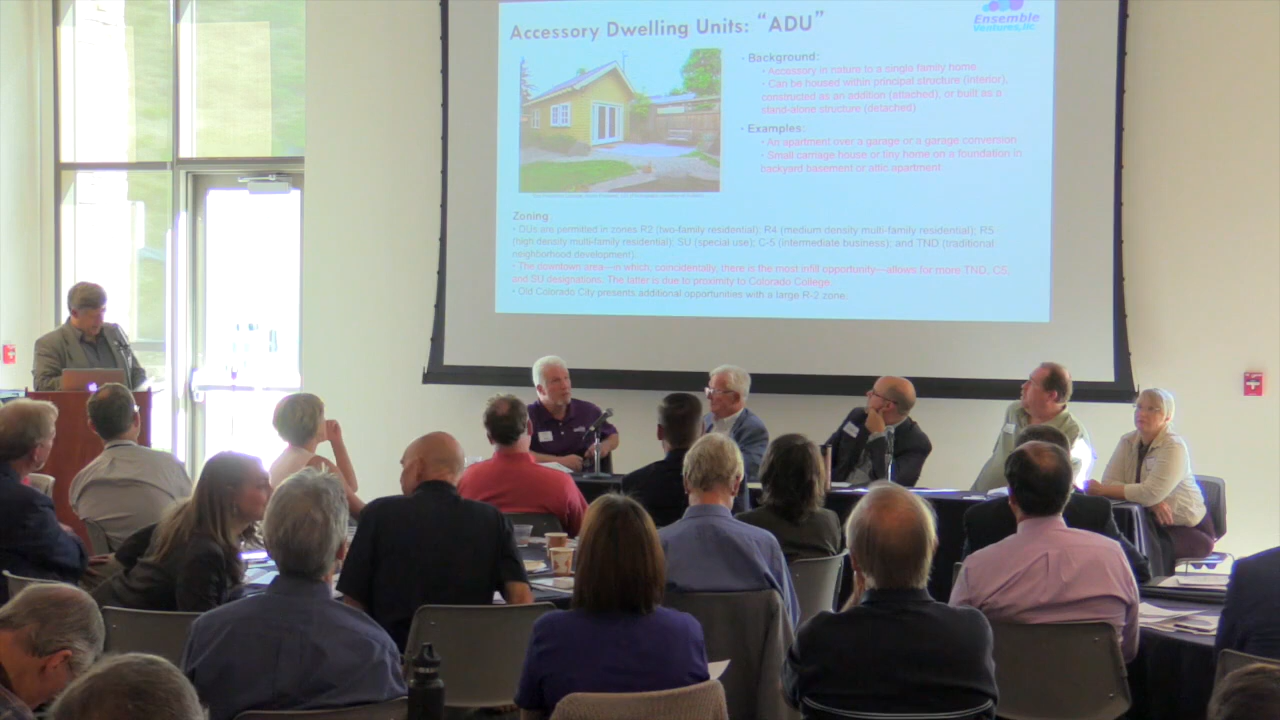 Accessory Dwelling Units: "ADU"
Ensemble
Ventures, llc.
• Background:
• Accessory in nature to a single family home
• Can be housed within principal structure (interior),
constructed as an addition (attached), or built as a
stand-alone structure (detached)
• Examples:
• An apartment over a garage or a garage conversion
• Small carriage house or tiny home on a foundation in
backyard basement or attic apartment
Zoning
• DUs are permitted in zones R2 (two-family residential); R4 (medium density multi-family residential); R5
(high density multi-family residential); SU (special use); C-5 (intermediate business); and TND (traditional
neighborhood development)
• The downtown area—in which, coincidentally, there is the most infill opportunity—allows for more TND, C5,
and SU designations. The latter is due to proximity to Colorado College.
• Old Colorado City presents additional opportunities with a large R-2 zone.